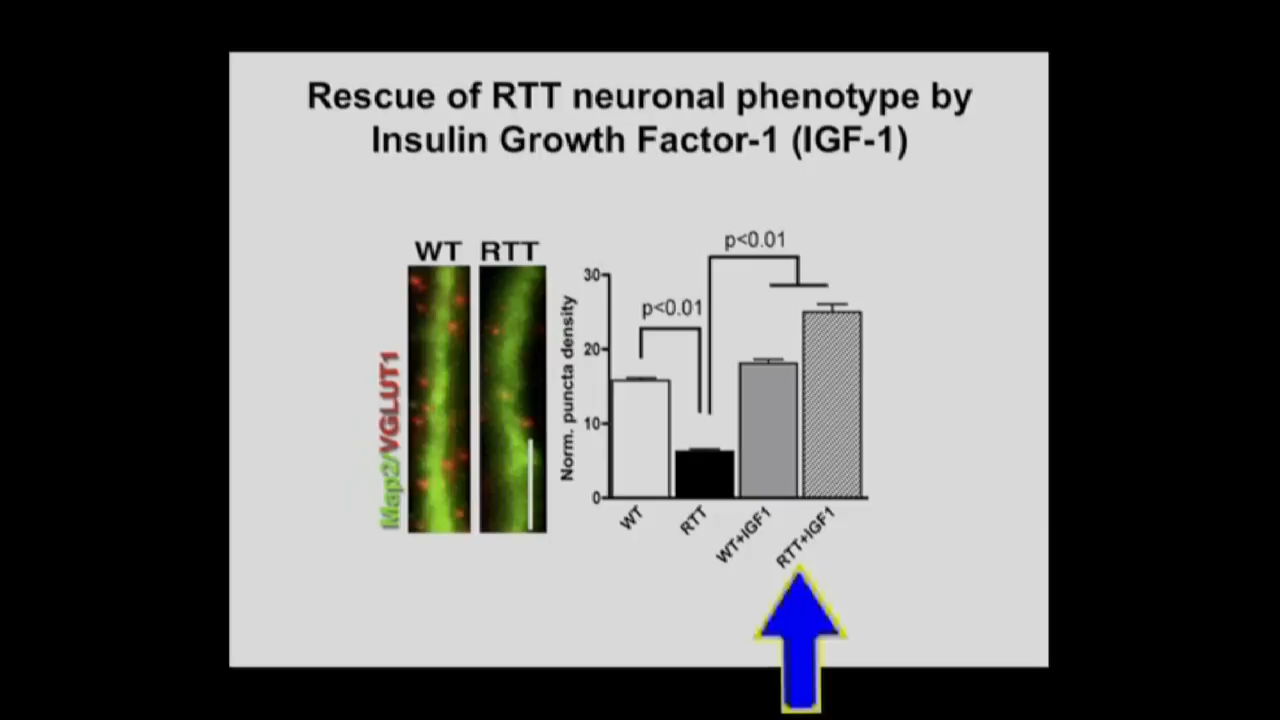 Rescue of RTT neuronal phenotype by
Insulin Growth Factor-1 (IGF-1)
WT RTT
Map2/VGLUT1
Norm. puncta density
30
20
10
0
p<0.01
p<0.01
WT
RTT
WT+IGF1
RTT+IGF1